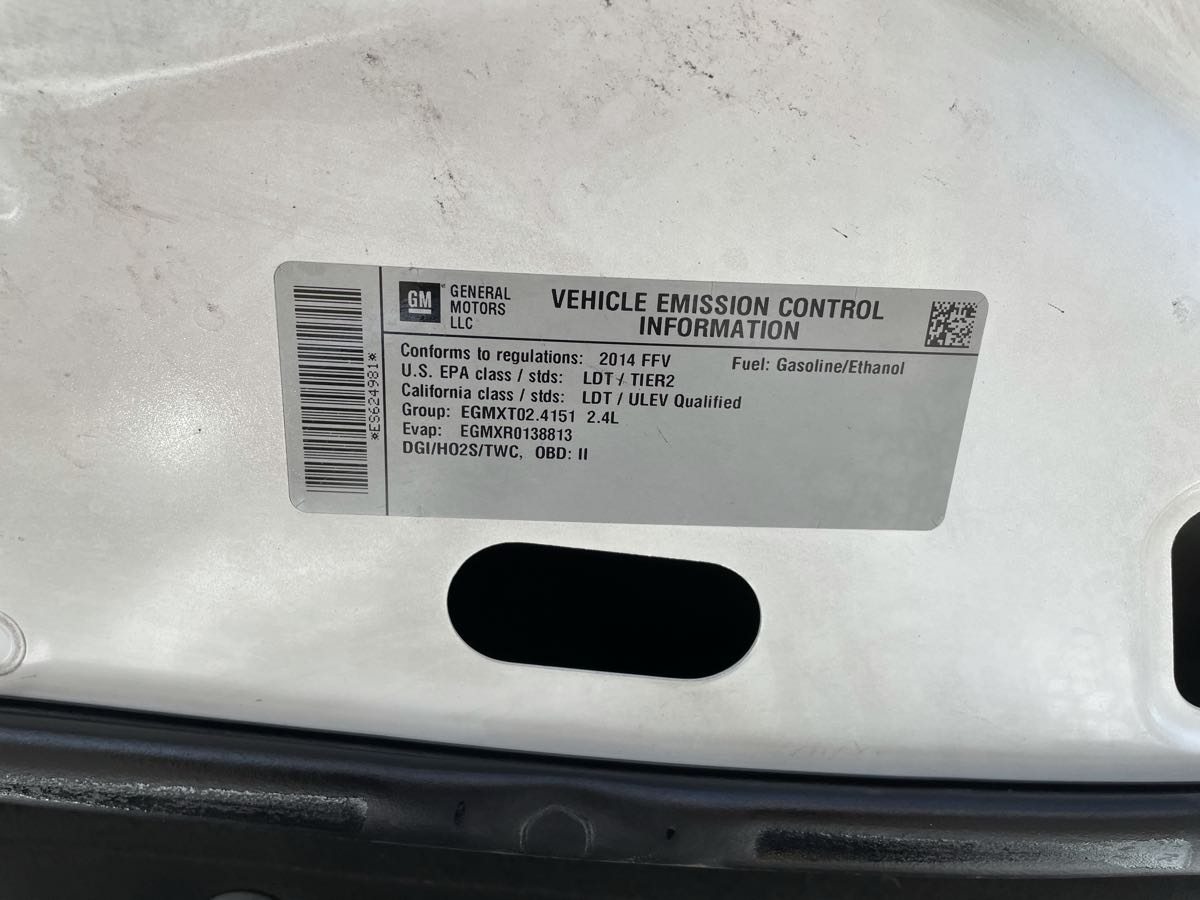 *ES624981*
GM GENERAL
MOTORS
LLC
VEHICLE EMISSION CONTROL
INFORMATION
Conforms to regulations: 2014 FFV Fuel: Gasoline/Ethanol
U.S. EPA class / stds: LDT / TIER2
California class / stds: LDT / ULEV Qualified
Group: EGMXT02.4151 2.4L
Evap: EGMXR0138813
DGI/HO2S/TWC, OBD: II